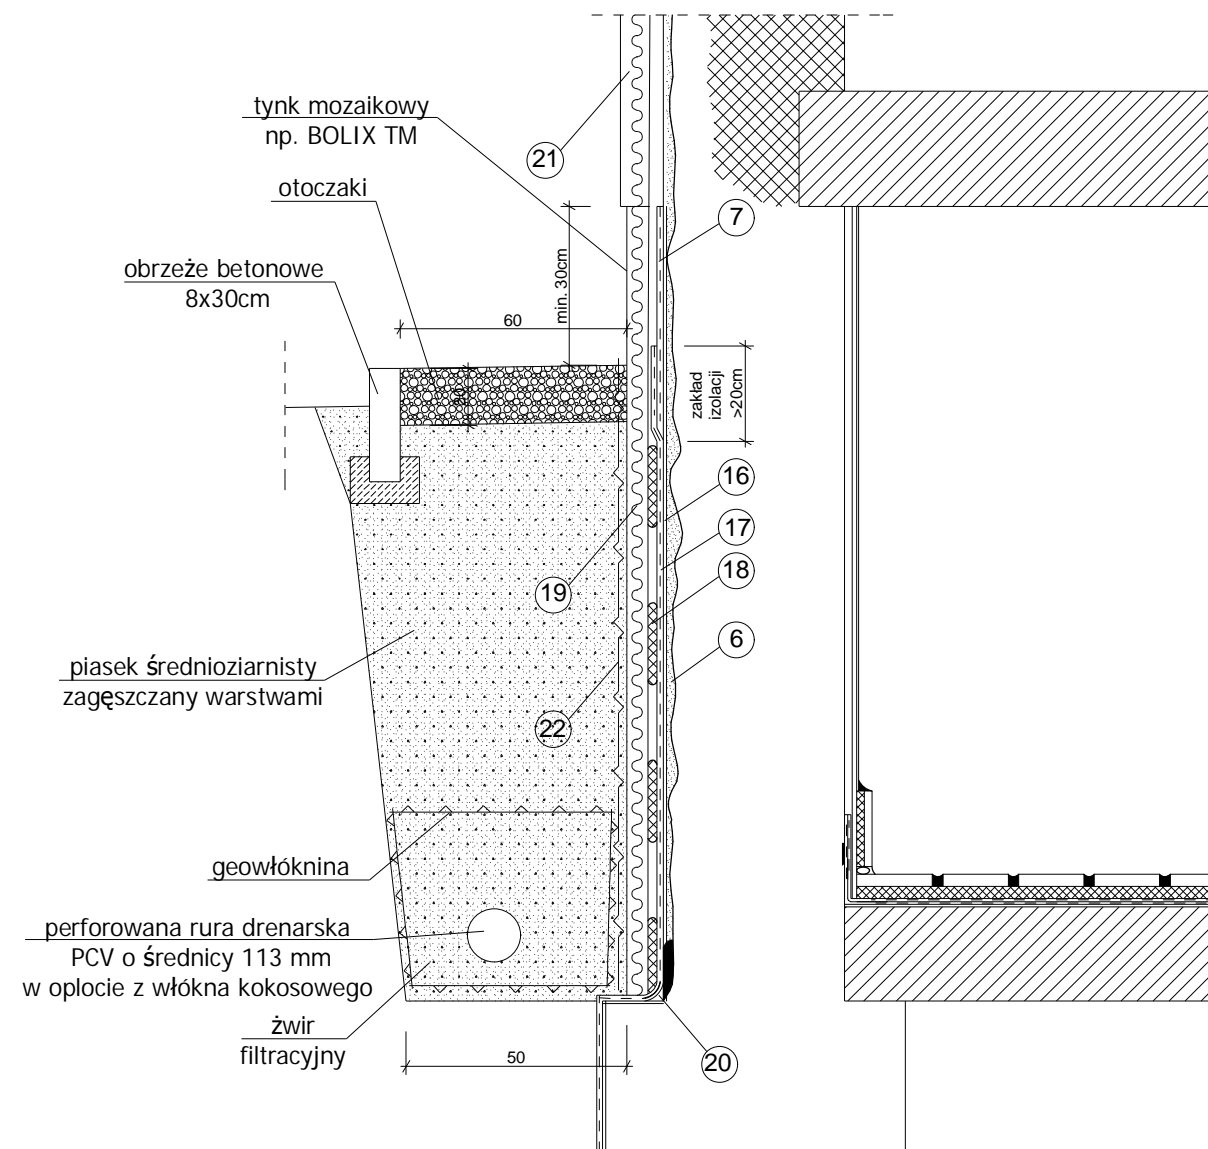 tynk mozaikowy
np. BOLIX TM
21
otoczaki
7
obrzeże betonowe
8x30cm
min. 30cm
60
20
zakład
izolacji
>20cm
16
17
18
19
6
piasek średnioziarnisty
zagęszczany warstwami
22
geowłóknina
perforowana rura drenarska
PCV o średnicy 113 mm
w oplocie z włókna kokosowego
żwir
filtracyjny
50
20